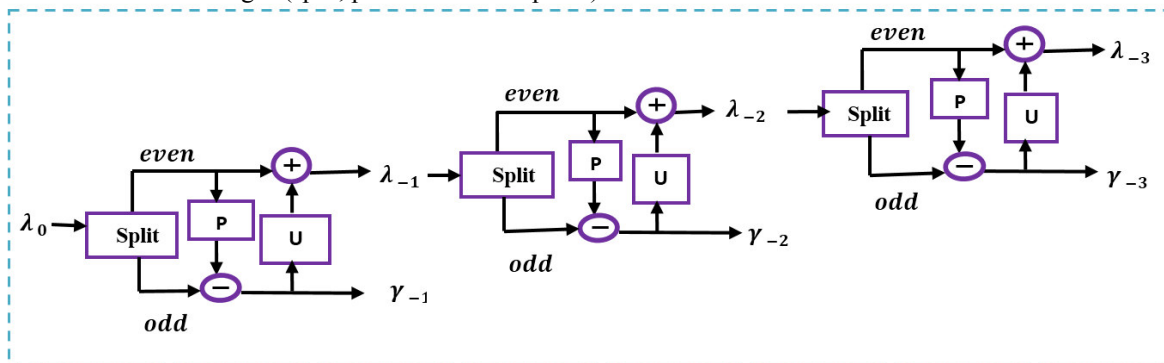 even
+
λ₋₃
P
U
Split
−
γ₋₃
odd
even
+
λ₋₂
P
U
Split
−
γ₋₂
odd
even
+
λ₋₁
λ₀
Split
P
U
−
γ₋₁
odd